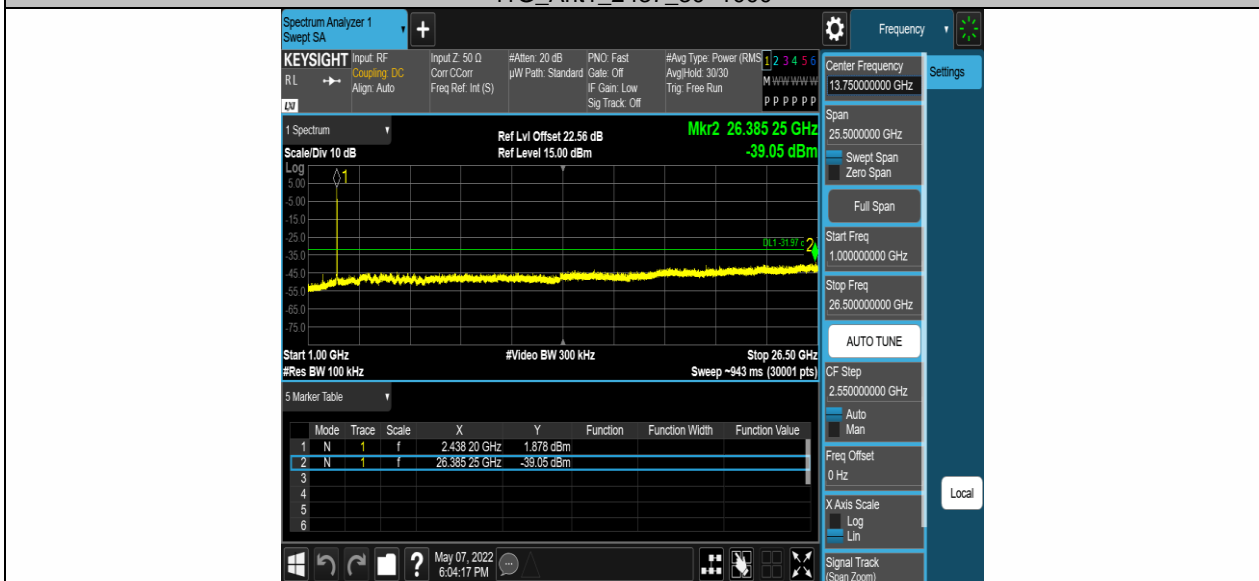 Spectrum Analyzer 1
Swept SA
+
Frequency
KEYSIGHT
RL
LXI
Input: RF
Coupling: DC
Align: Auto
Input Z: 50 Ω
Corr CCorr
Freq Ref: Int (S)
#Atten: 20 dB
µW Path: Standard
PNO: Fast
Gate: Off
IF Gain: Low
Sig Track: Off
#Avg Type: Power (RMS
Avg|Hold: 30/30
Trig: Free Run
1 2 3 4 5 6
M W W W W W
P P P P P P
1 Spectrum
Scale/Div 10 dB
Ref Lvl Offset 22.56 dB
Ref Level 15.00 dBm
Mkr2 26.385 25 GHz
-39.05 dBm
Log
5.00
-5.00
-15.0
-25.0
-35.0
-45.0
-55.0
-65.0
-75.0
1
DL1 -31.97
2
Start 1.00 GHz
#Video BW 300 kHz
Stop 26.50 GHz
#Res BW 100 kHz
Sweep ~943 ms (30001 pts)
5 Marker Table
Mode Trace Scale X Y Function Function Width Function Value
1 N 1 f 2.438 20 GHz 1.878 dBm
2 N 1 f 26.385 25 GHz -39.05 dBm
3
4
5
6
?
May 07, 2022
6:04:17 PM
Center Frequency
13.750000000 GHz
Settings
Span
25.5000000 GHz
Swept Span
Zero Span
Full Span
Start Freq
1.000000000 GHz
Stop Freq
26.500000000 GHz
AUTO TUNE
CF Step
2.550000000 GHz
Auto
Man
Freq Offset
0 Hz
Local
X Axis Scale
Log
Lin
Signal Track
(Span Zoom)